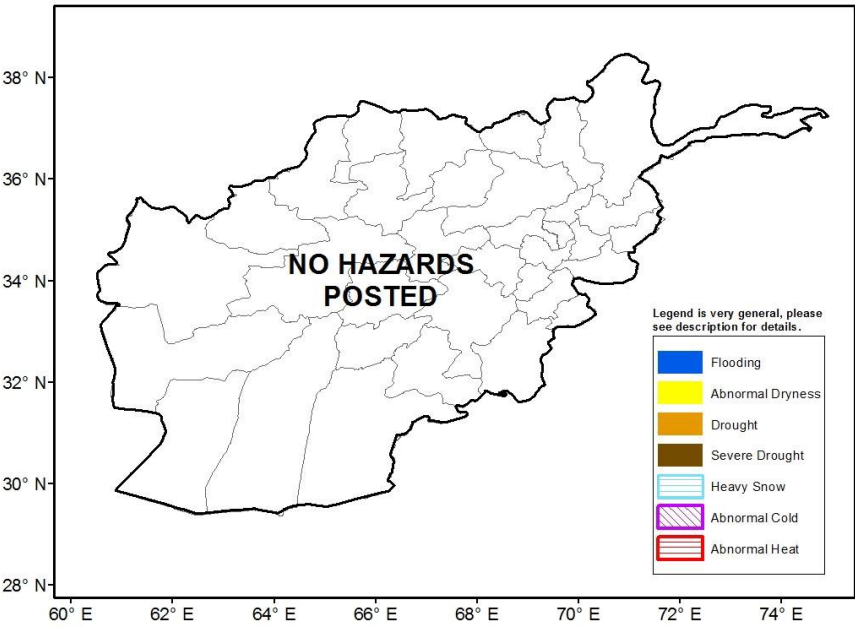 38° N
36° N
34° N
32° N
30° N
28° N
NO HAZARDS
POSTED
Legend is very general, please
see description for details.
Flooding
Abnormal Dryness
Drought
Severe Drought
Heavy Snow
Abnormal Cold
Abnormal Heat
60° E 62° E 64° E 66° E 68° E 70° E 72° E 74° E